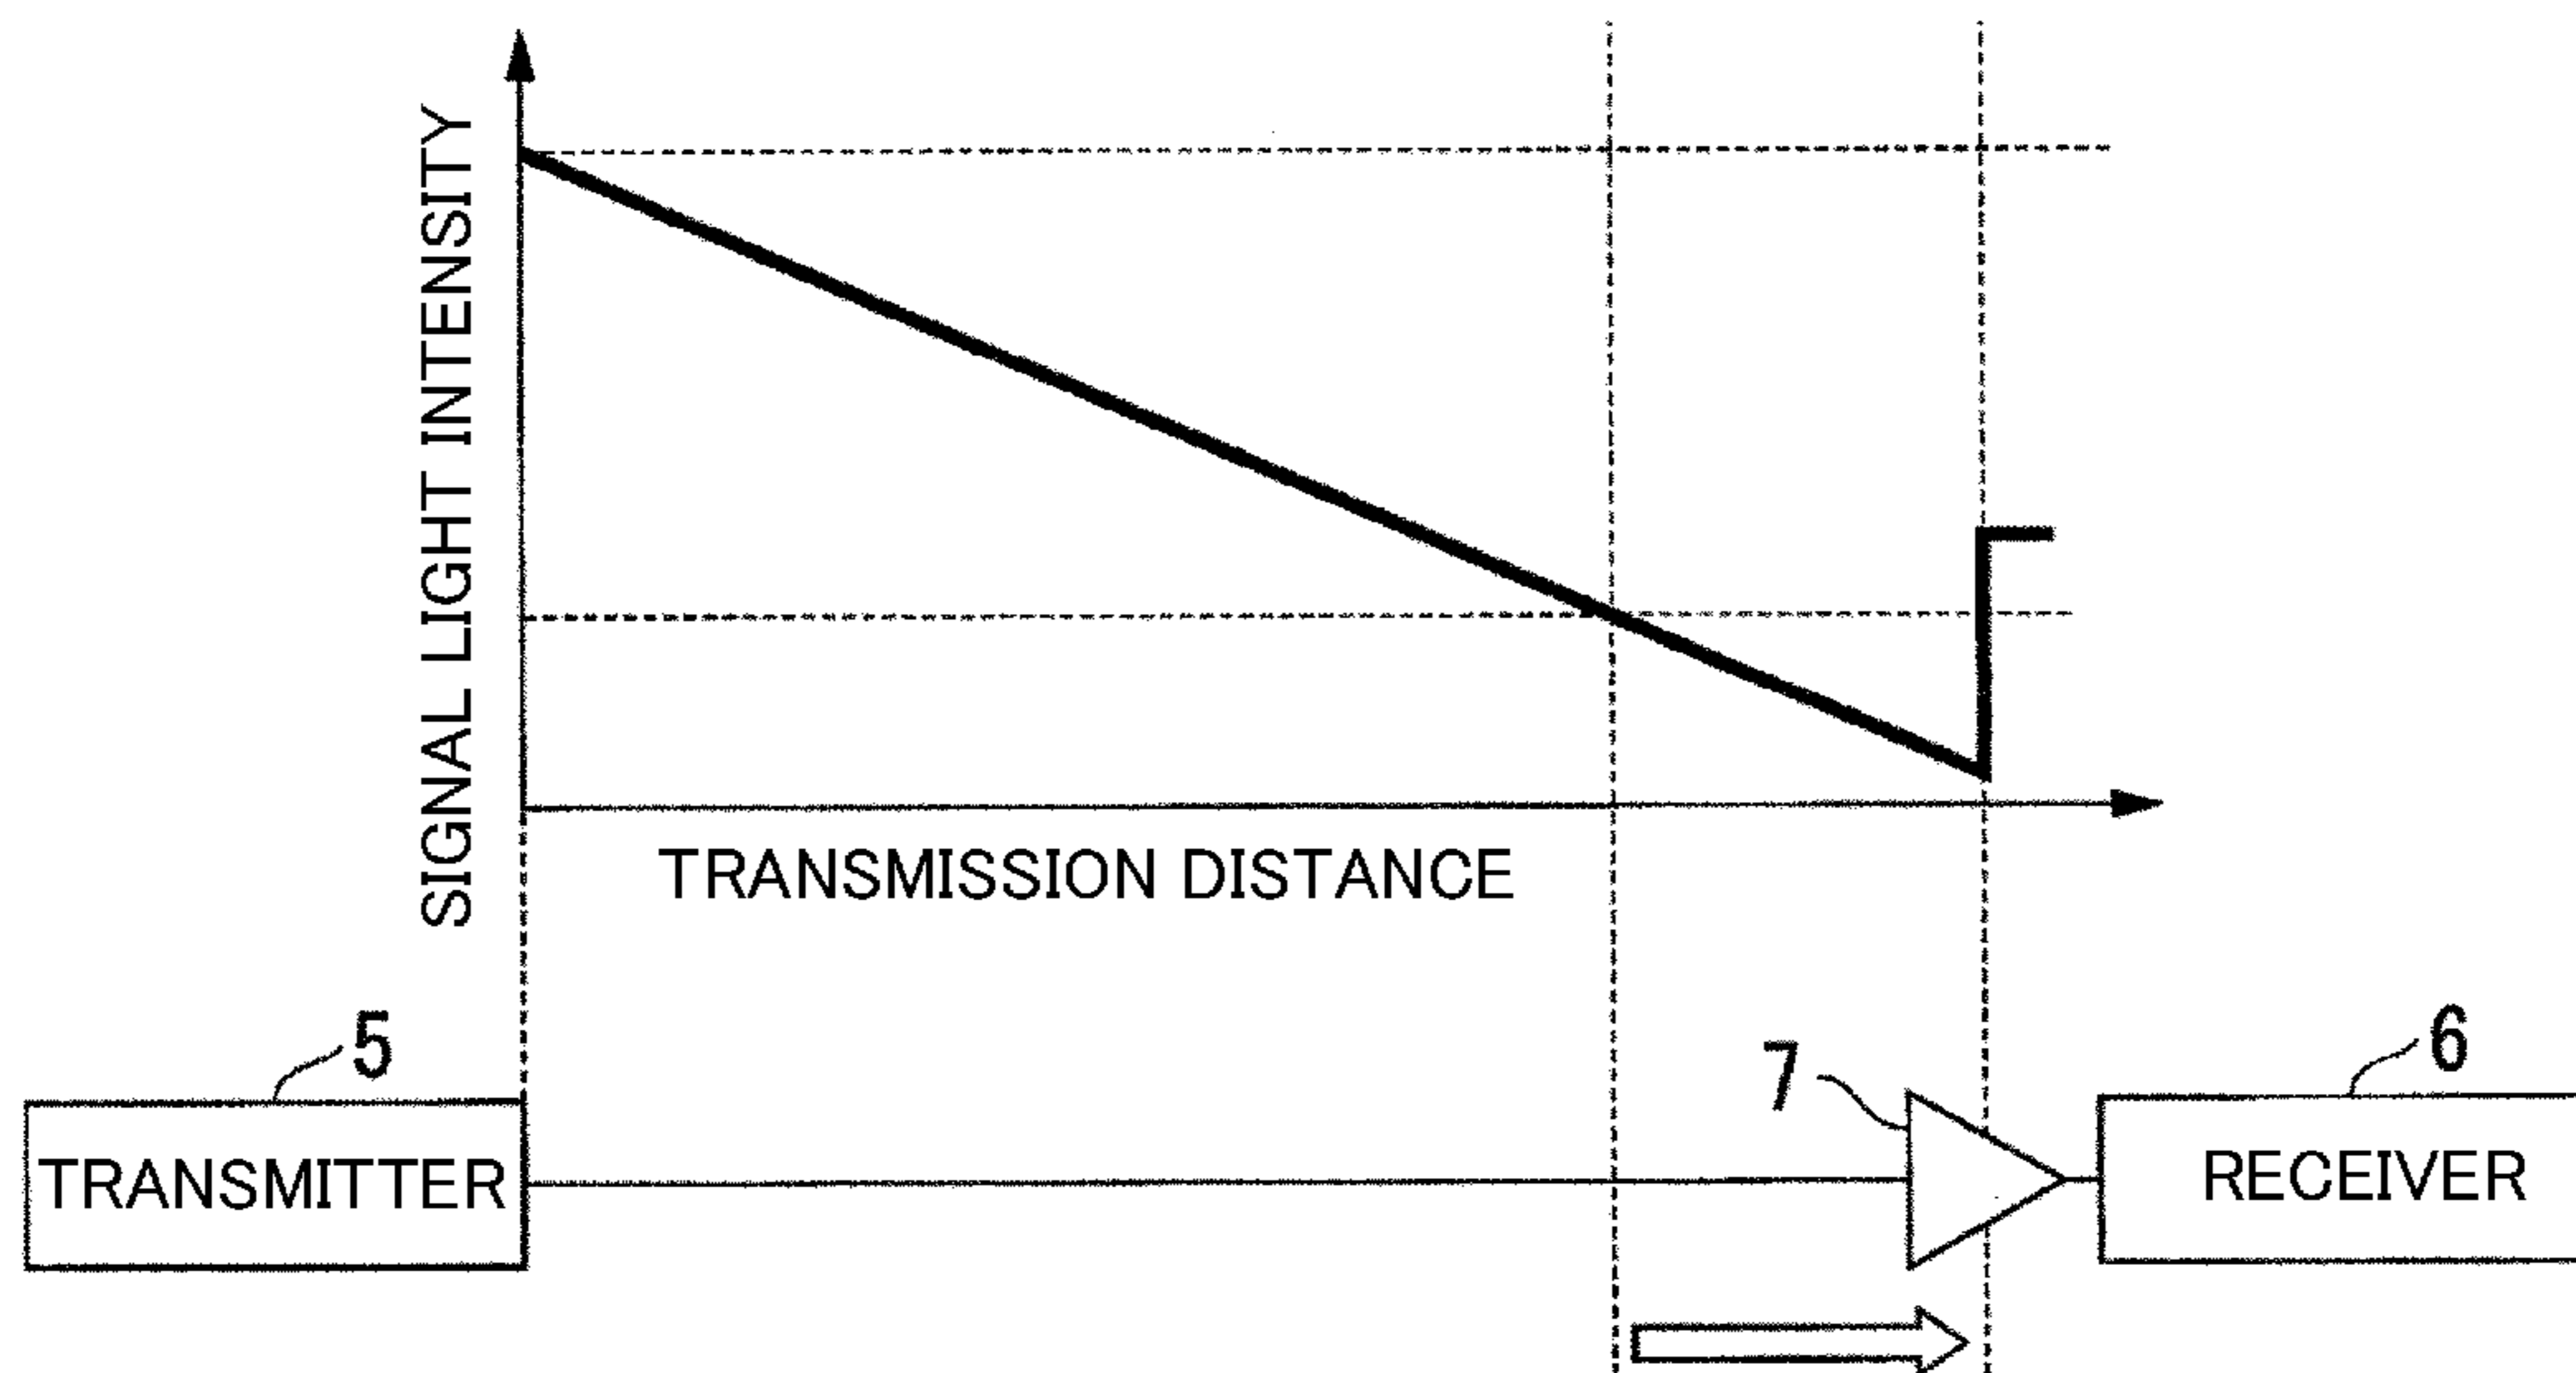 SIGNAL LIGHT INTENSITY
TRANSMISSION DISTANCE
5
7
6
TRANSMITTER
RECEIVER